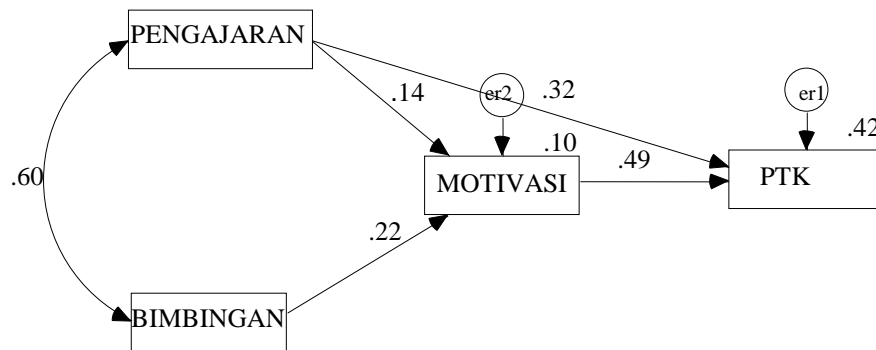 PENGAJARAN
.14
er2
.32
er1
.10
.42
.60
MOTIVASI
.49
PTK
.22
BIMBINGAN